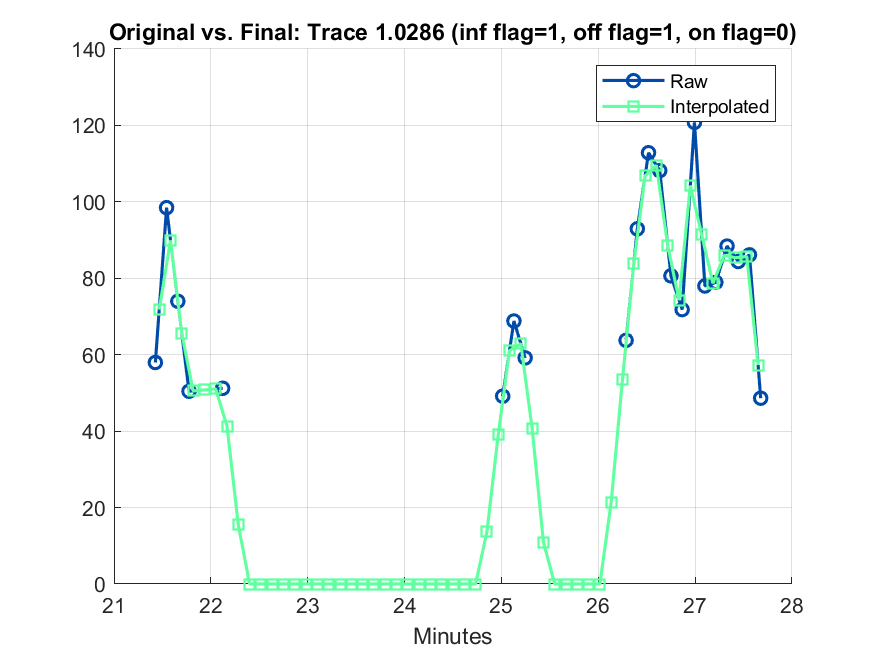 Original vs. Final: Trace 1.0286 (inf flag=1, off flag=1, on flag=0)
Raw
Interpolated
140
120
100
80
60
40
20
0
21 22 23 24 25 26 27 28
Minutes